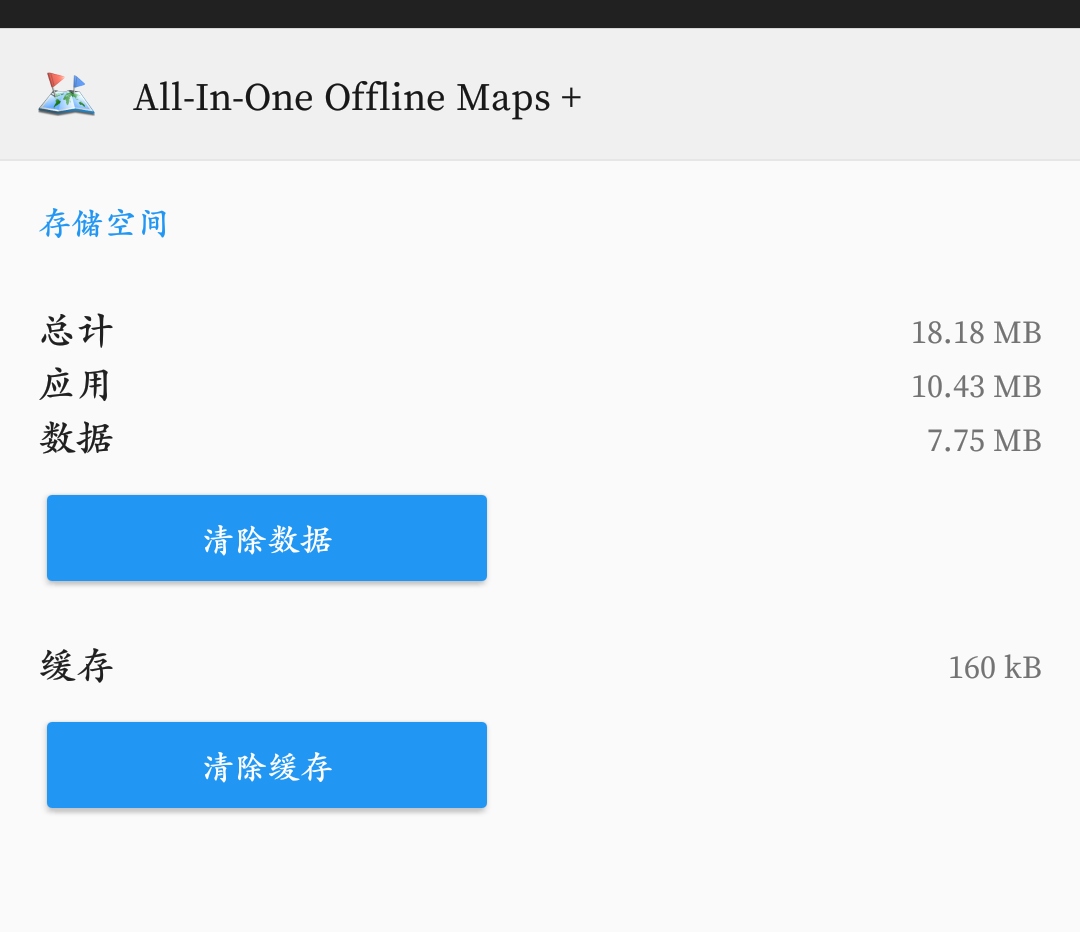 All-In-One Offline Maps +
存储空间
总计 18.18 MB
应用 10.43 MB
数据 7.75 MB
清除数据
缓存 160 kB
清除缓存